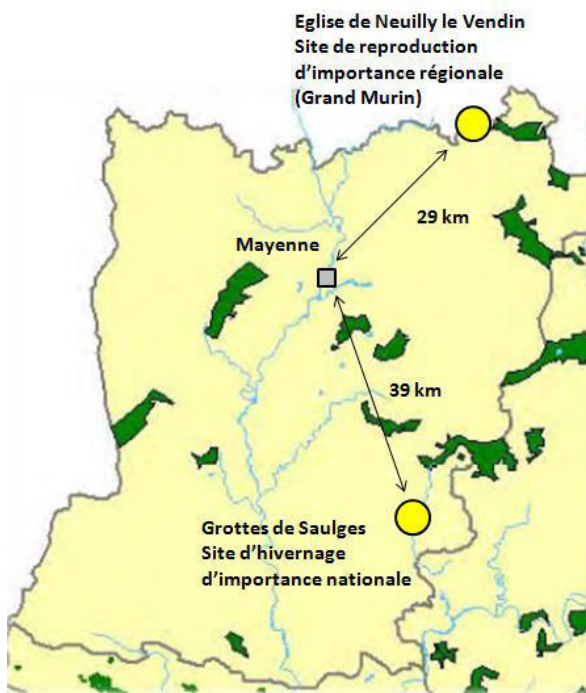 Eglise de Neuilly le Vendin
Site de reproduction
d'importance régionale
(Grand Murin)
29 km
Mayenne
39 km
Grottes de Saulges
Site d'hivernage
d'importance nationale